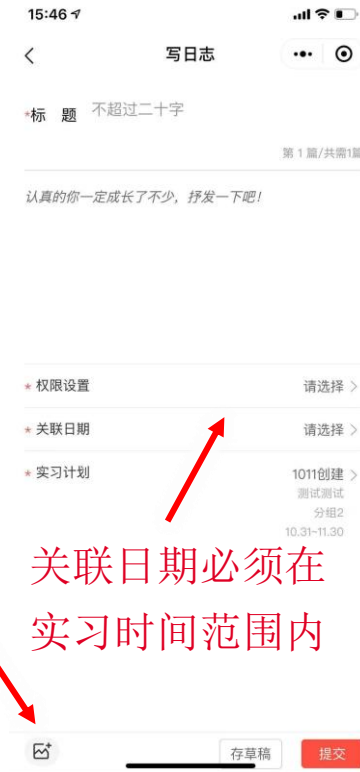 15:46
写日志
*标 题 不超过二十字
第 1 篇/共需1篇
认真的你一定成长了不少，抒发一下吧！
* 权限设置 请选择
* 关联日期 请选择
* 实习计划 1011创建
测试测试
分组2
10.31~11.30
关联日期必须在
实习时间范围内
存草稿 提交